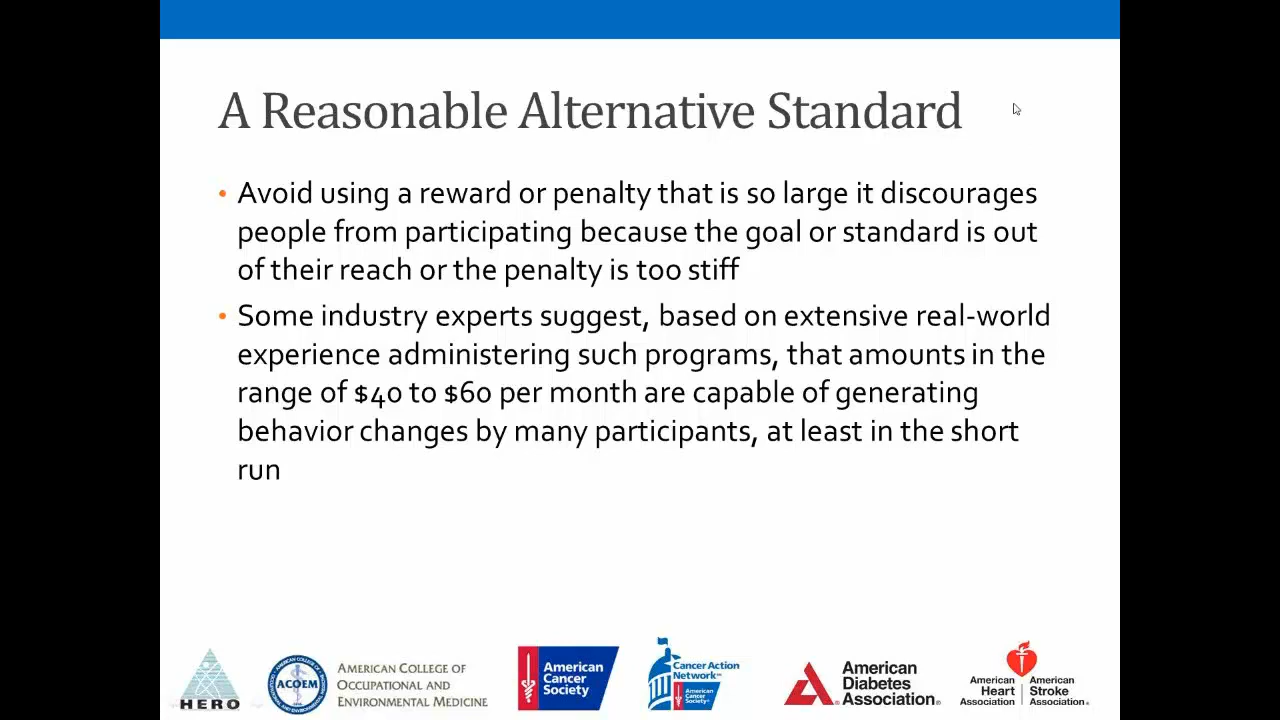 A Reasonable Alternative Standard
• Avoid using a reward or penalty that is so large it discourages
people from participating because the goal or standard is out
of their reach or the penalty is too stiff
• Some industry experts suggest, based on extensive real-world
experience administering such programs, that amounts in the
range of $40 to $60 per month are capable of generating
behavior changes by many participants, at least in the short
run
HERO
ACOEM
AMERICAN COLLEGE OF
OCCUPATIONAL AND
ENVIRONMENTAL MEDICINE
American
Cancer
Society
Cancer Action
Network
American
Cancer
Society
American
Diabetes
Association®
American
Heart
Association
American
Stroke
Association®